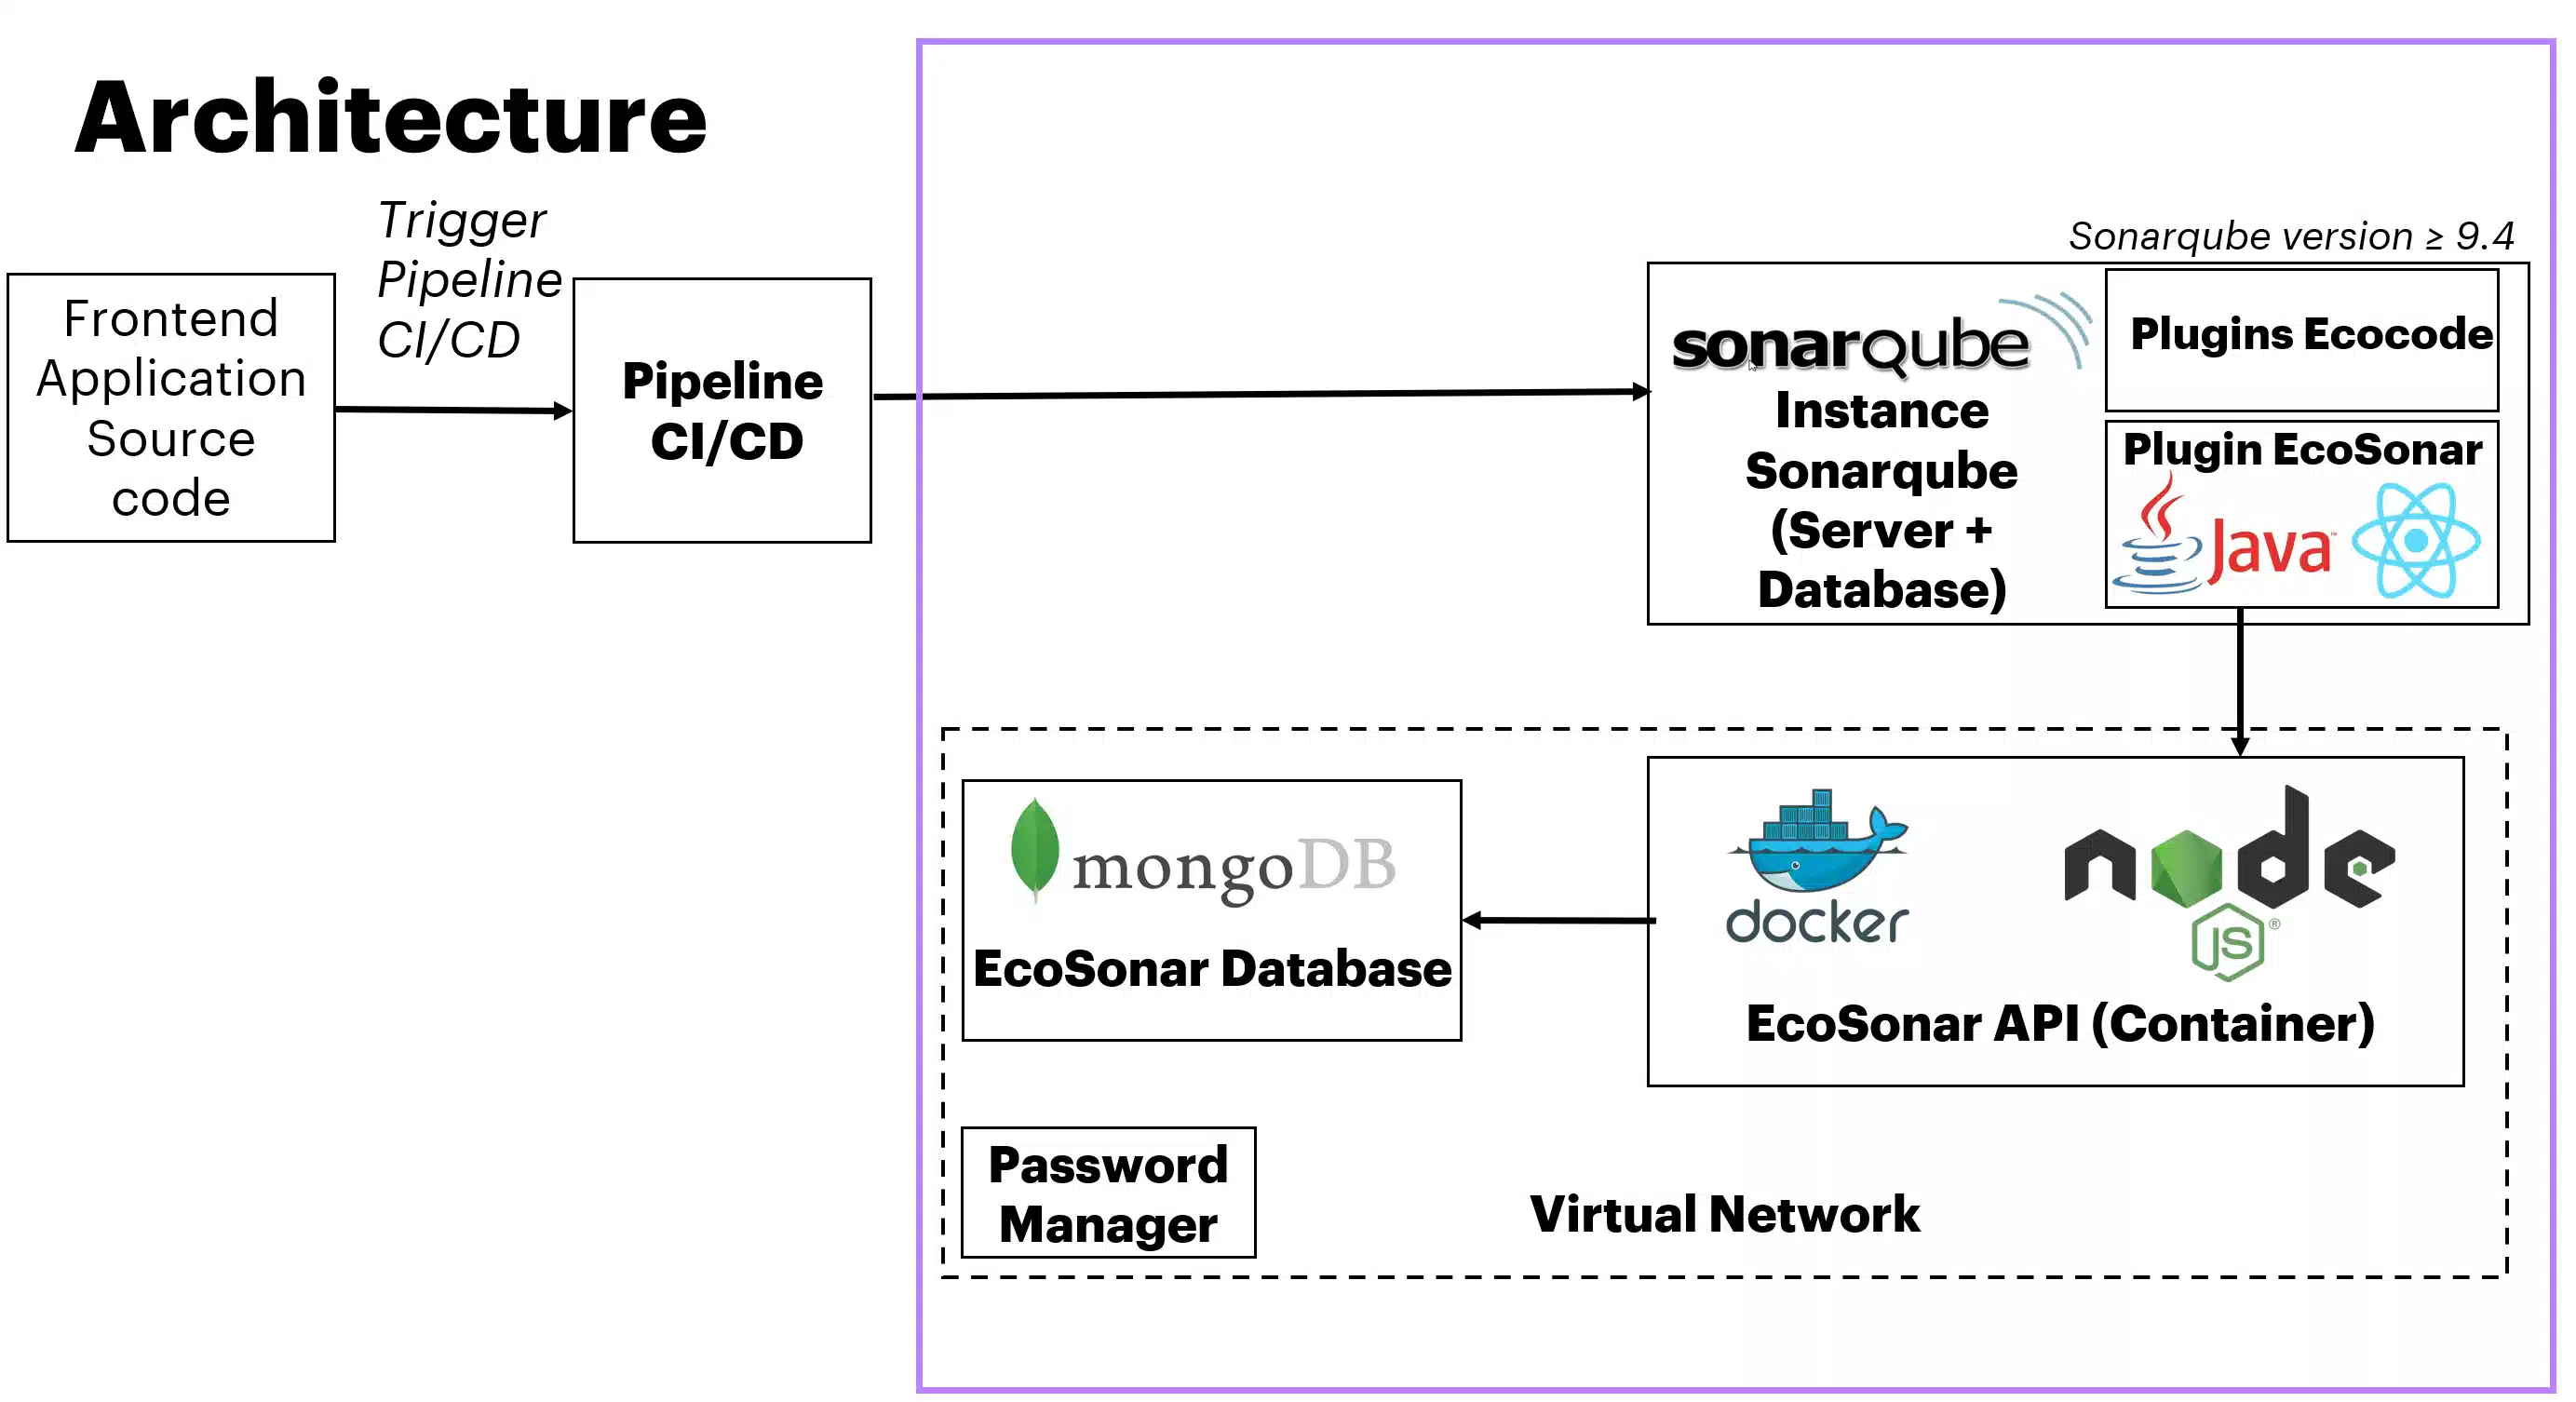 Architecture
Trigger
Pipeline
CI/CD
Frontend
Application
Source
code
Pipeline
CI/CD
Sonarqube version ≥ 9.4
sonarqube
Instance
Sonarqube
(Server +
Database)
Plugins Ecocode
Plugin EcoSonar
Java™
mongoDB
EcoSonar Database
docker
node
JS®
EcoSonar API (Container)
Password
Manager
Virtual Network